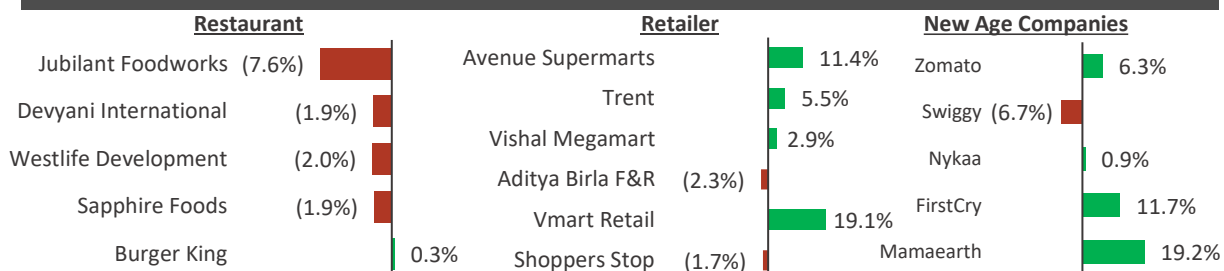 Restaurant
Jubilant Foodworks (7.6%)
Devyani International (1.9%)
Westlife Development (2.0%)
Sapphire Foods (1.9%)
Burger King 0.3%
Retailer
Avenue Supermarts 11.4%
Trent 5.5%
Vishal Megamart 2.9%
Aditya Birla F&R (2.3%)
Vmart Retail 19.1%
Shoppers Stop (1.7%)
New Age Companies
Zomato 6.3%
Swiggy (6.7%)
Nykaa 0.9%
FirstCry 11.7%
Mamaearth 19.2%